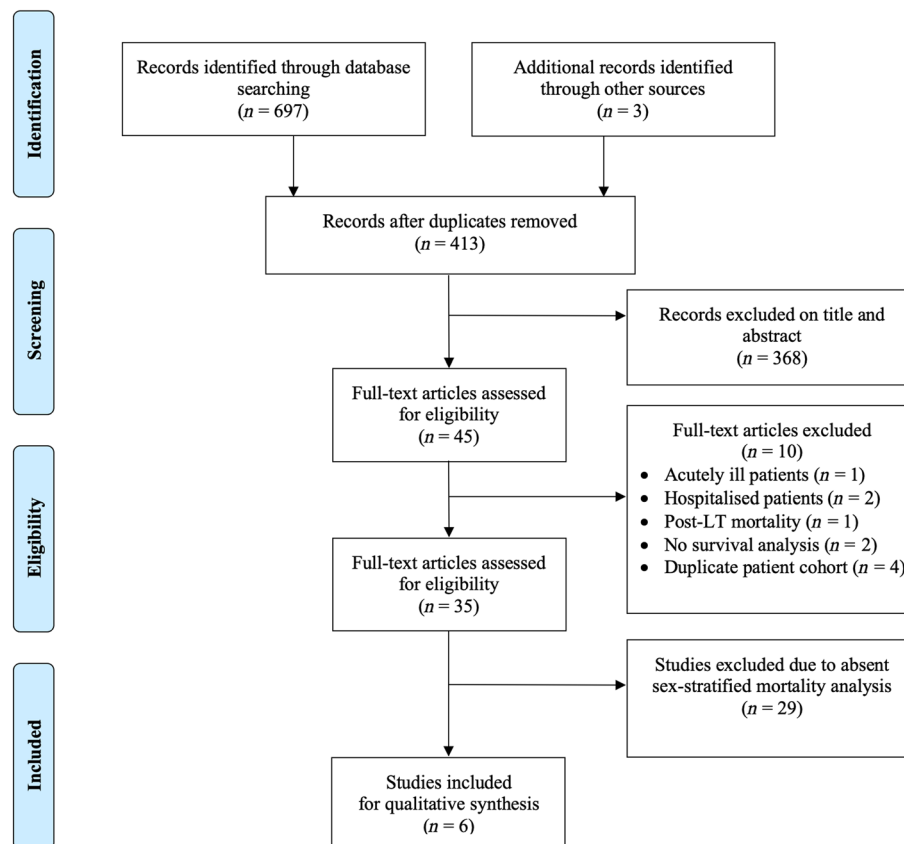 Identification
Records identified through database
searching
(n = 697)
Additional records identified
through other sources
(n = 3)
Records after duplicates removed
(n = 413)
Screening
Records excluded on title and
abstract
(n = 368)
Full-text articles assessed
for eligibility
(n = 45)
Eligibility
Full-text articles excluded
(n = 10)
• Acutely ill patients (n = 1)
• Hospitalised patients (n = 2)
• Post-LT mortality (n = 1)
• No survival analysis (n = 2)
• Duplicate patient cohort (n = 4)
Full-text articles assessed
for eligibility
(n = 35)
Included
Studies excluded due to absent
sex-stratified mortality analysis
(n = 29)
Studies included
for qualitative synthesis
(n = 6)